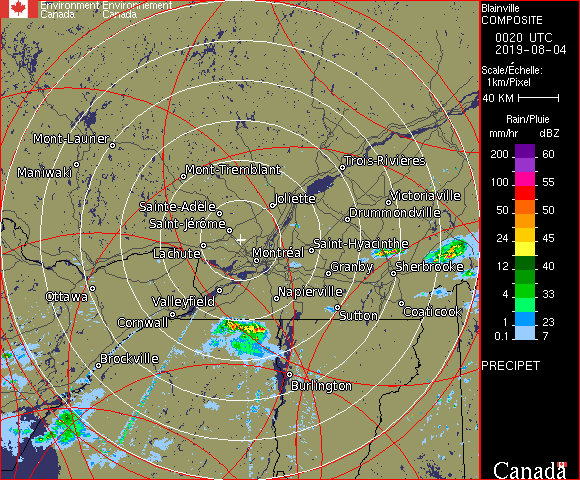 Environment Environnement
Canada Canada
Blainville
COMPOSITE
0020 UTC
2019-08-04
Scale/Échelle:
1km/Pixel
40 KM
Rain/Pluie
mm/hr dBZ
200 60
150 57
100 55
50 50
24 45
12 40
4 33
1 23
0.1 7
PRECIPET
Canada
Mont-Laurier
Maniwaki
Mont-Tremblant
Trois-Rivières
Sainte-Adèle
Joliette
Victoriaville
Drummondville
Saint-Jérôme
Lachute
Montréal
Saint-Hyacinthe
Granby
Sherbrooke
Ottawa
Valleyfield
Napierville
Cornwall
Sutton
Coaticook
Brockville
Burlington